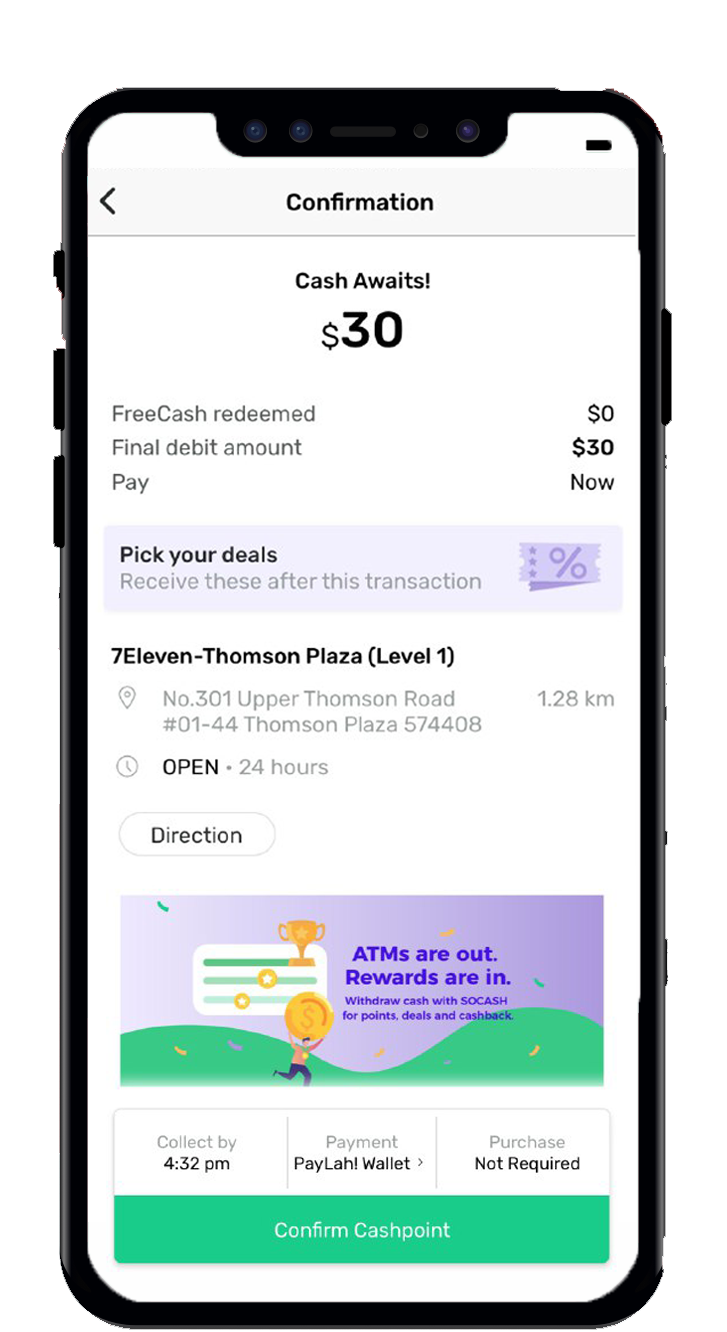 Confirmation
Cash Awaits!
$30
FreeCash redeemed $0
Final debit amount $30
Pay Now
Pick your deals
Receive these after this transaction
%
7Eleven-Thomson Plaza (Level 1)
No.301 Upper Thomson Road 1.28 km
#01-44 Thomson Plaza 574408
OPEN • 24 hours
Direction
ATMs are out.
Rewards are in.
Withdraw cash with SOCASH
for points, deals and cashback.
$
Collect by Payment Purchase
4:32 pm PayLah! Wallet › Not Required
Confirm Cashpoint